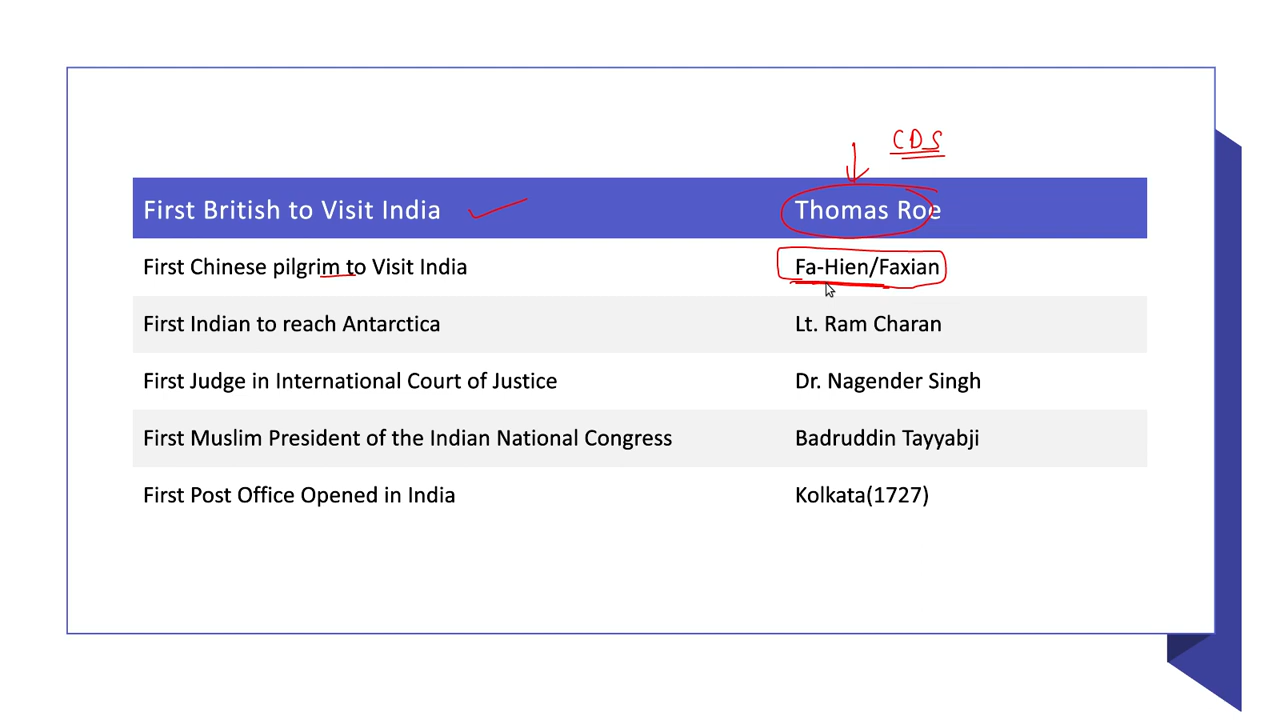 CDS
First British to Visit India Thomas Roe
First Chinese pilgrim to Visit India Fa-Hien/Faxian
First Indian to reach Antarctica Lt. Ram Charan
First Judge in International Court of Justice Dr. Nagender Singh
First Muslim President of the Indian National Congress Badruddin Tayyabji
First Post Office Opened in India Kolkata(1727)